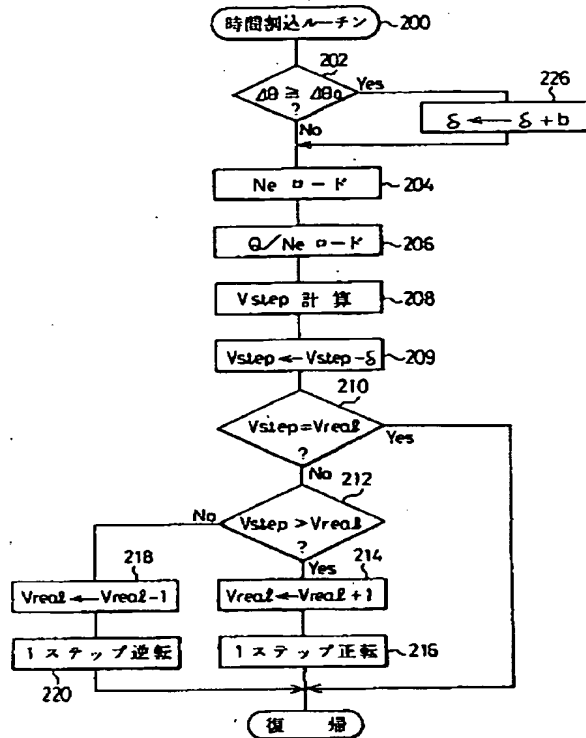 時間割込ルーチン
200
202
Δθ ≧ Δθ₀
?
Yes
226
δ ← δ + b
No
Ne ロード
204
Q/Ne ロード
206
Vstep 計算
208
Vstep ← Vstep-δ
209
210
Vstep=Vreal
?
Yes
No
212
Vstep > Vreal
?
No
Yes
218
Vreal ← Vreal-1
214
Vreal ← Vreal+1
1 ステップ逆転
220
1 ステップ正転
216
復 帰